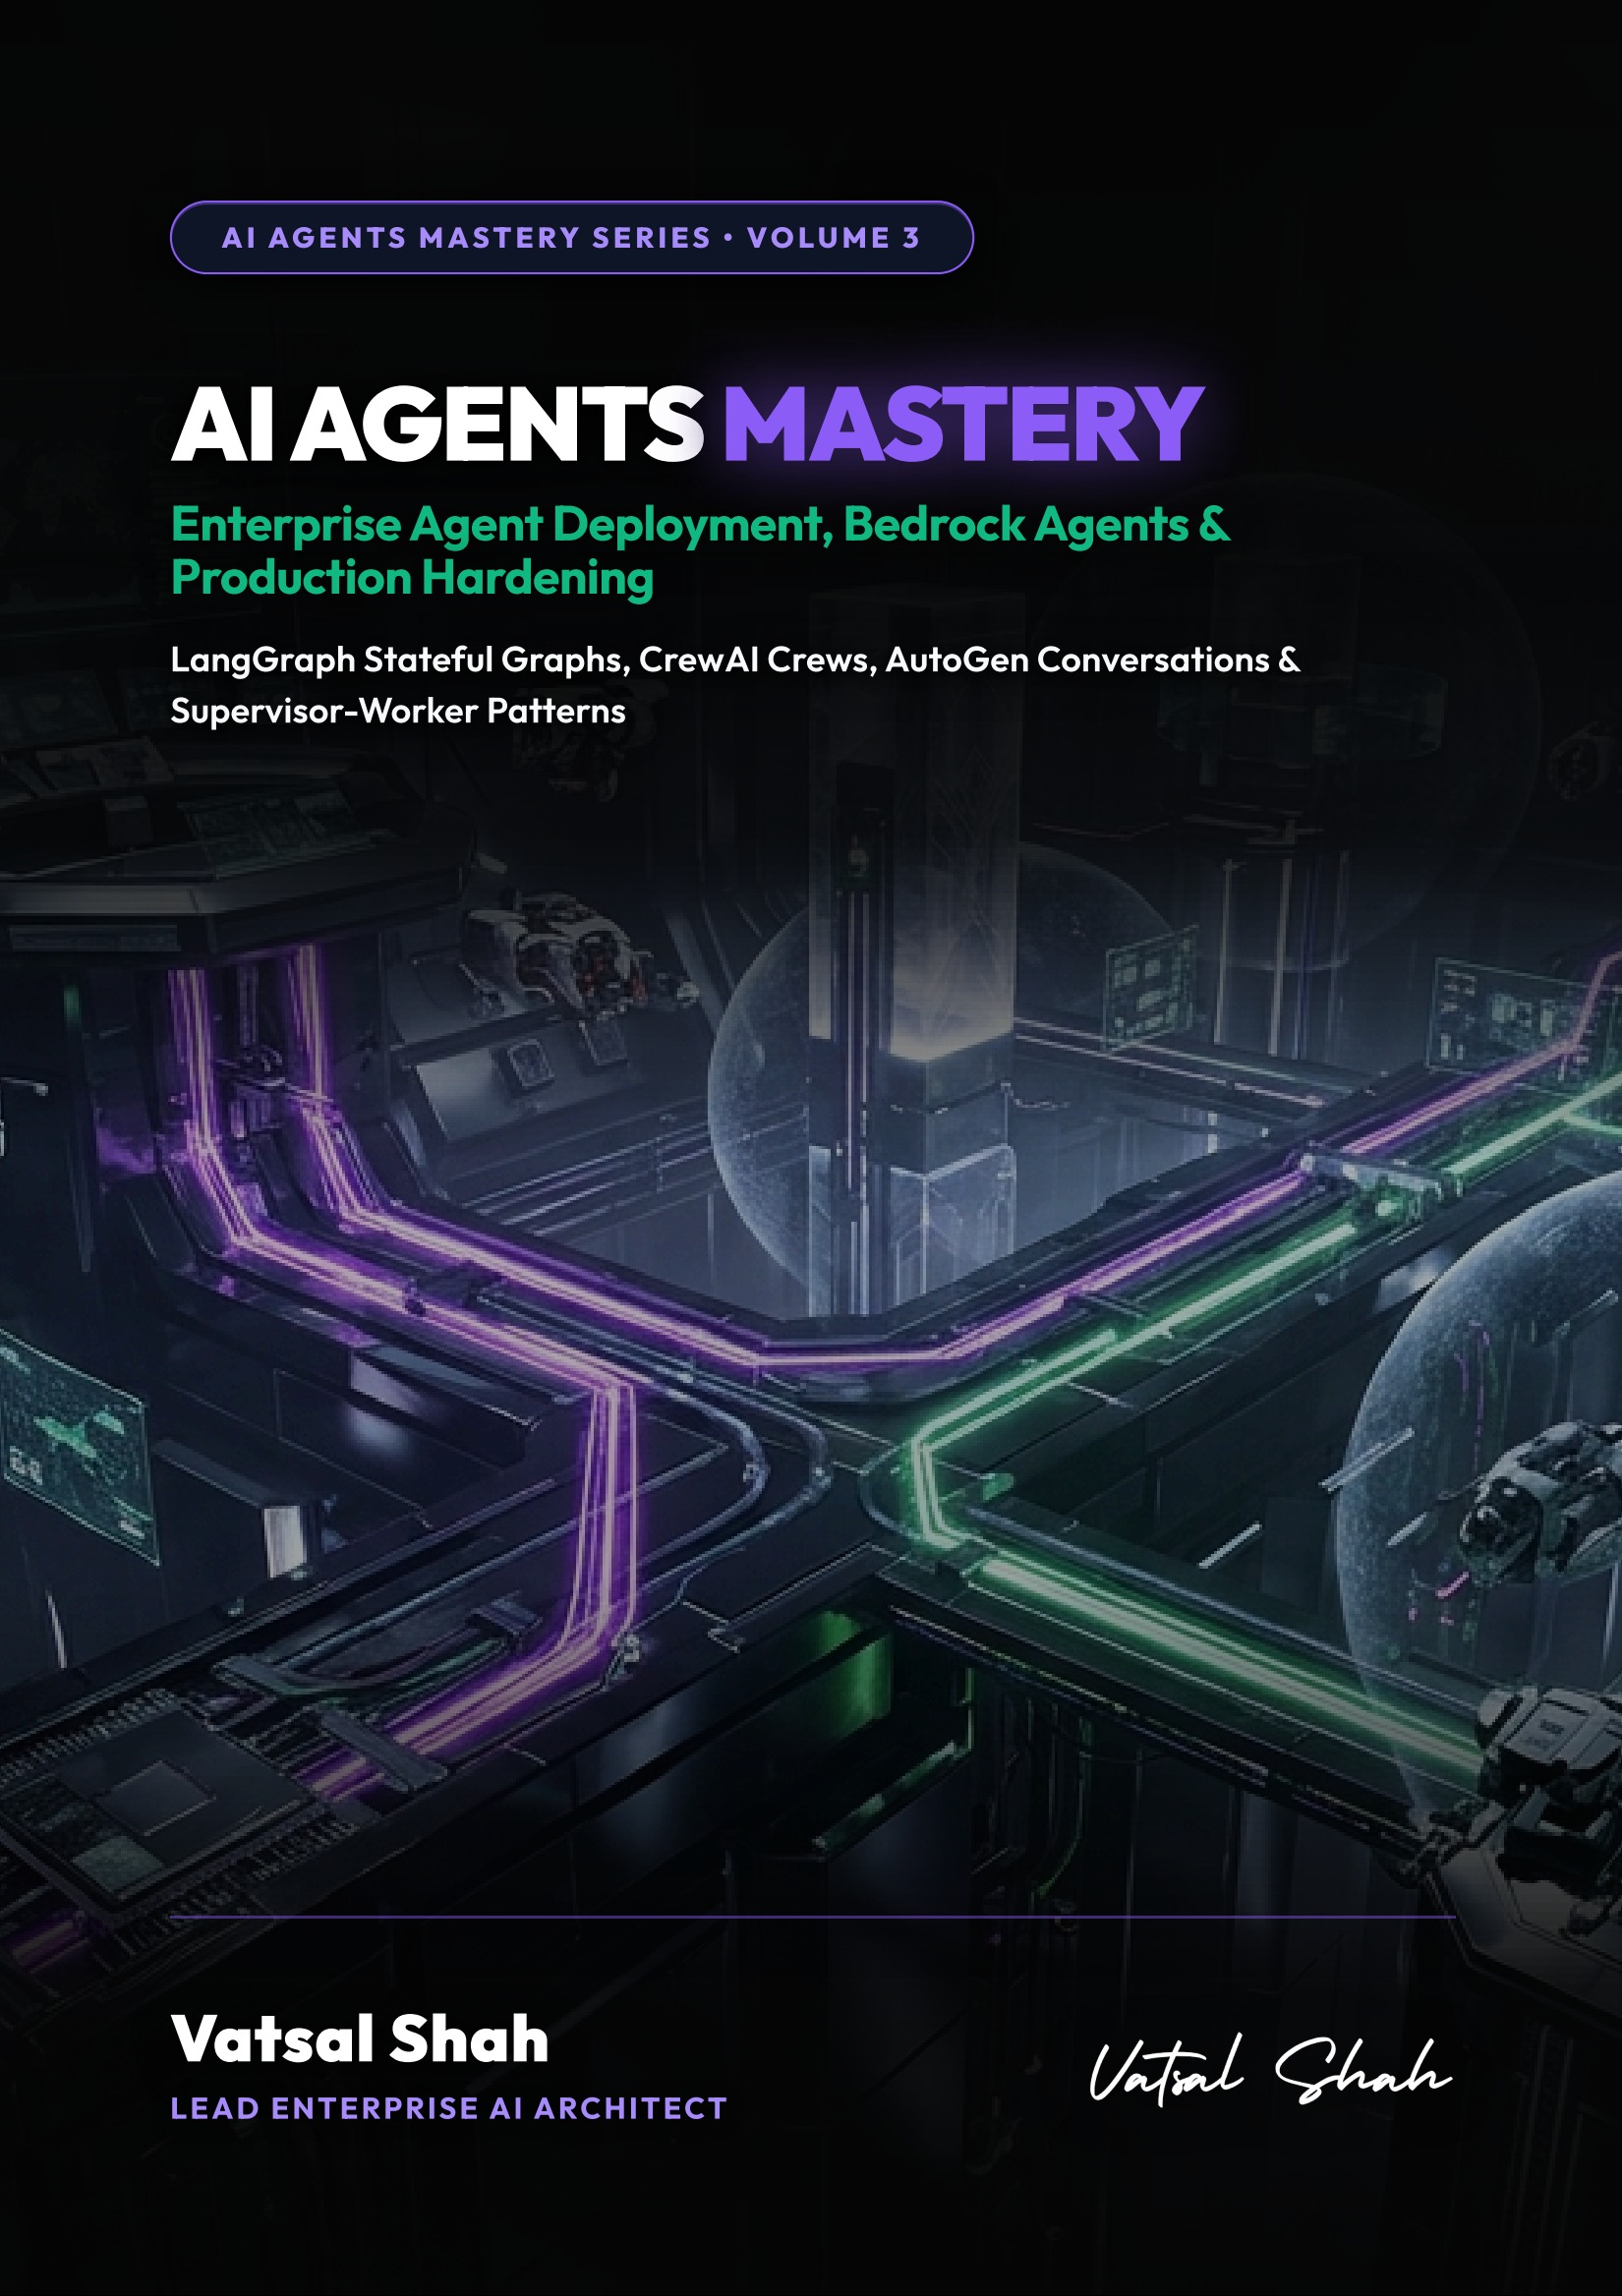 AI AGENTS MASTERY SERIES • VOLUME 3
AI AGENTS MASTERY
Enterprise Agent Deployment, Bedrock Agents &
Production Hardening
LangGraph Stateful Graphs, CrewAI Crews, AutoGen Conversations &
Supervisor-Worker Patterns
Vatsal Shah
LEAD ENTERPRISE AI ARCHITECT
Vatsal Shah